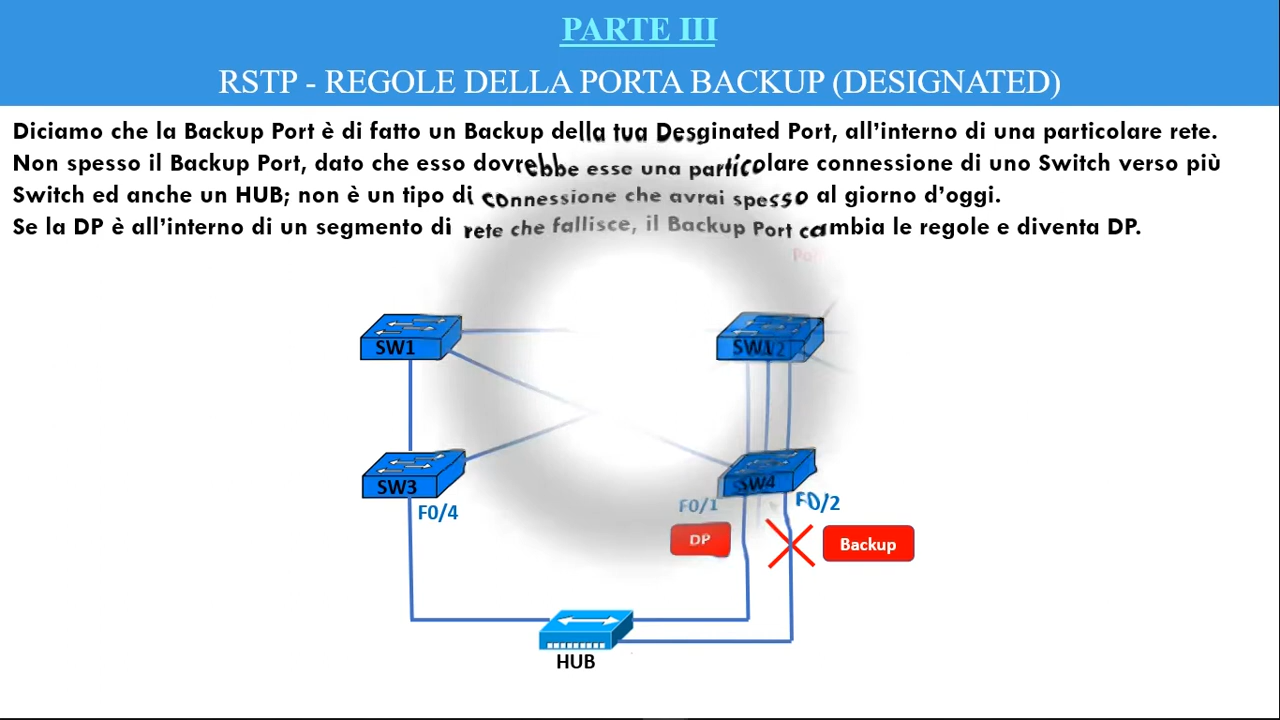 PARTE III
RSTP - REGOLE DELLA PORTA BACKUP (DESIGNATED)
Diciamo che la Backup Port è di fatto un Backup della tua Desginated Port, all'interno di una particolare rete.
Non spesso il Backup Port, dato che esso dovrebbe esse una particolare connessione di uno Switch verso più
Switch ed anche un HUB; non è un tipo di connessione che avrai spesso al giorno d'oggi.
Se la DP è all'interno di un segmento di rete che fallisce, il Backup Port cambia le regole e diventa DP.
SW1
SW3
SW4
F0/4
F0/1
F0/2
DP
Backup
HUB